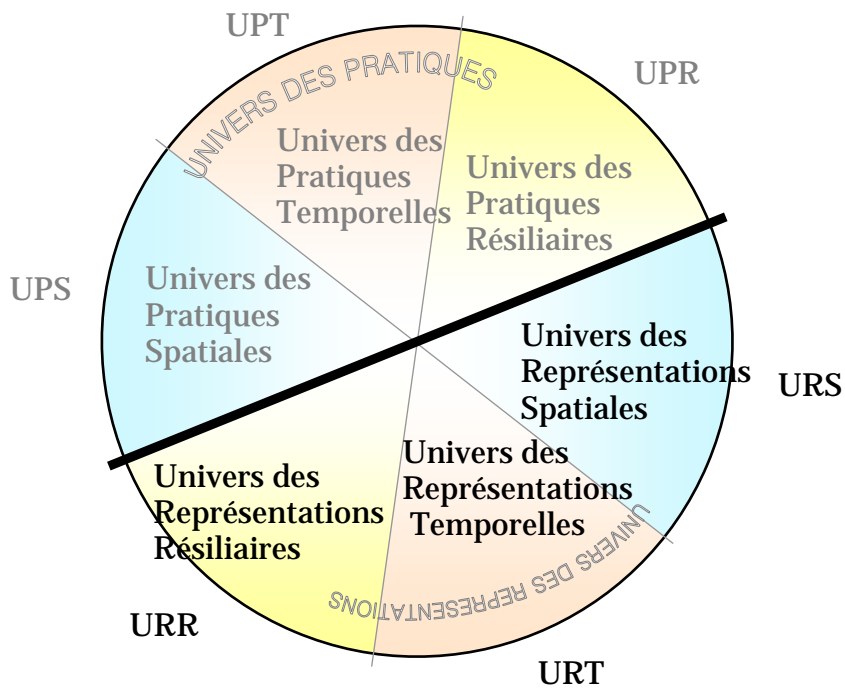 UPT
UNIVERS DES PRATIQUES
UPR
Univers des
Pratiques
Temporelles
Univers des
Pratiques
Résiliaires
UPS
Univers des
Pratiques
Spatiales
Univers des
Représentations
Spatiales
URS
Univers des
Représentations
Temporelles
Univers des
Représentations
Résiliaires
UNIVERS DES REPRESENTATIONS
URR
URT